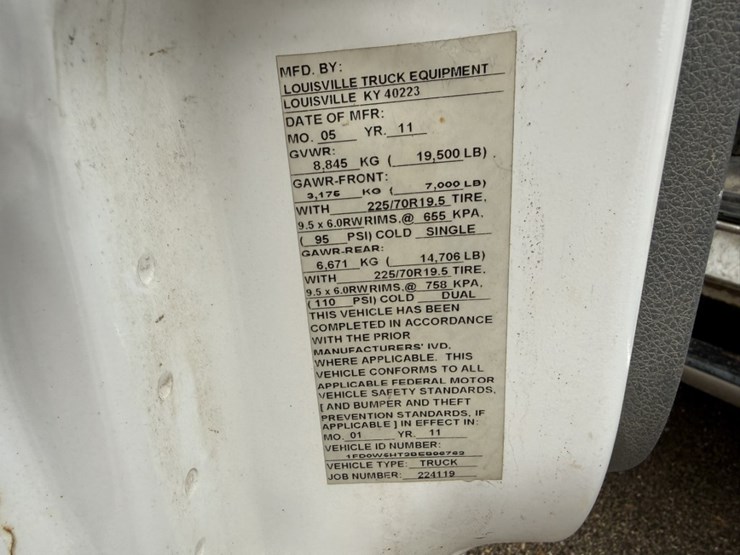 MFD. BY:
LOUISVILLE TRUCK EQUIPMENT
LOUISVILLE KY 40223
DATE OF MFR:
MO. 05 YR. 11
GVWR:
8,845 KG ( 19,500 LB)
GAWR-FRONT:
3,176 KG ( 7,000 LB)
WITH 225/70R19.5 TIRE,
9.5 x 6.0RW RIMS.@ 655 KPA,
( 95 PSI) COLD SINGLE
GAWR-REAR:
6,671 KG ( 14,706 LB)
WITH 225/70R19.5 TIRE.
9.5 x 6.0RW RIMS.@ 758 KPA,
(110 PSI) COLD DUAL
THIS VEHICLE HAS BEEN
COMPLETED IN ACCORDANCE
WITH THE PRIOR
MANUFACTURERS' IVD,
WHERE APPLICABLE. THIS
VEHICLE CONFORMS TO ALL
APPLICABLE FEDERAL MOTOR
VEHICLE SAFETY STANDARDS,
[ AND BUMPER AND THEFT
PREVENTION STANDARDS, IF
APPLICABLE ] IN EFFECT IN:
MO. 01 YR. 11
VEHICLE ID NUMBER:
VEHICLE TYPE: TRUCK
JOB NUMBER: 224119